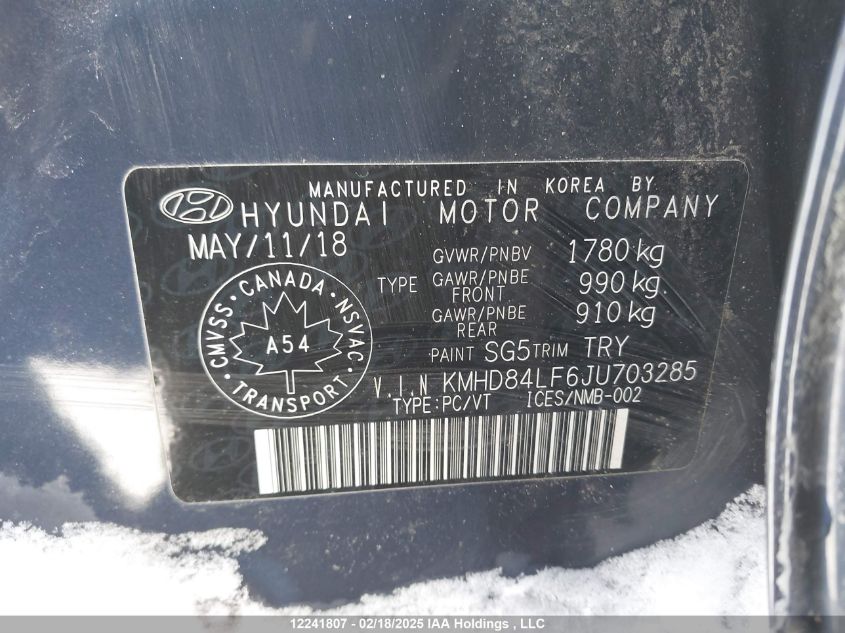 MANUFACTURED IN KOREA BY
HYUNDAI MOTOR COMPANY
MAY/11/18
GVWR/PNBV 1780 kg
TYPE GAWR/PNBE FRONT 990 kg
GAWR/PNBE REAR 910 kg
CMVSS · CANADA · NSVAC · TRANSPORT ·
A54
PAINT SG5 TRIM TRY
V.I.N KMHD84LF6JU703285
TYPE:PC/VT ICES/NMB-002
12241807 - 02/18/2025 IAA Holdings , LLC